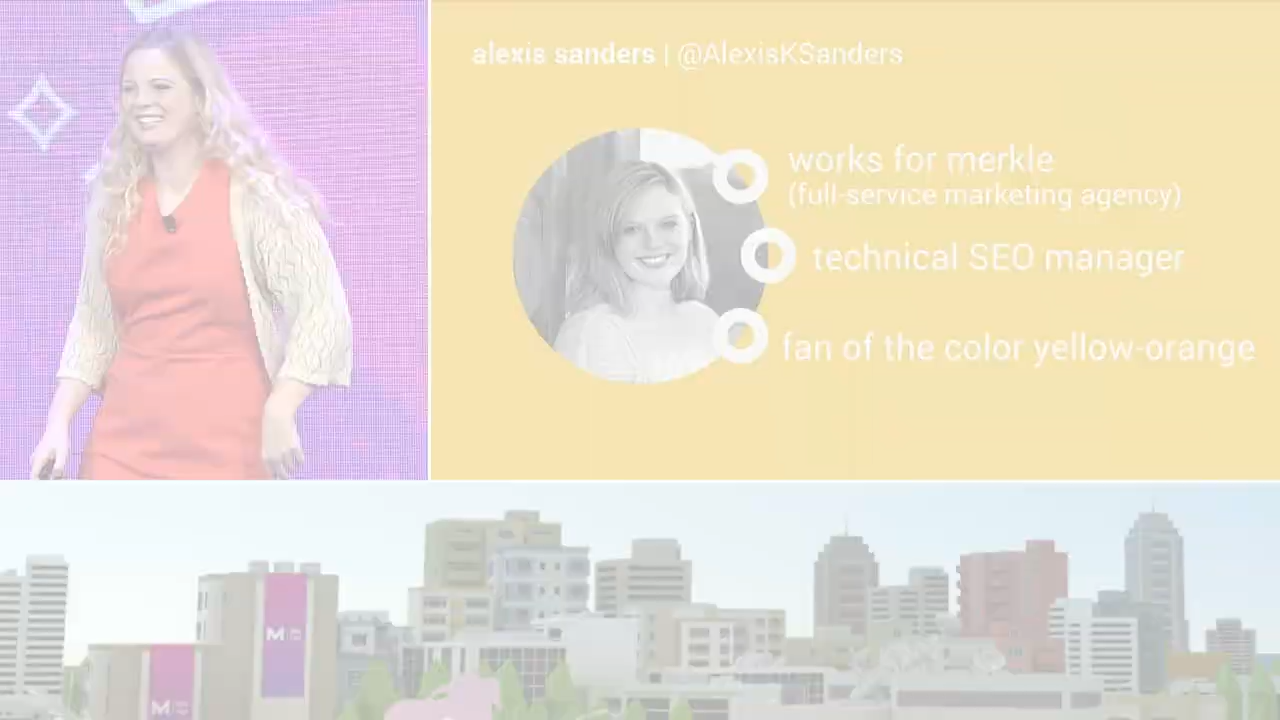 alexis sanders | @AlexisKSanders
works for merkle
(full-service marketing agency)
technical SEO manager
fan of the color yellow-orange
M
M